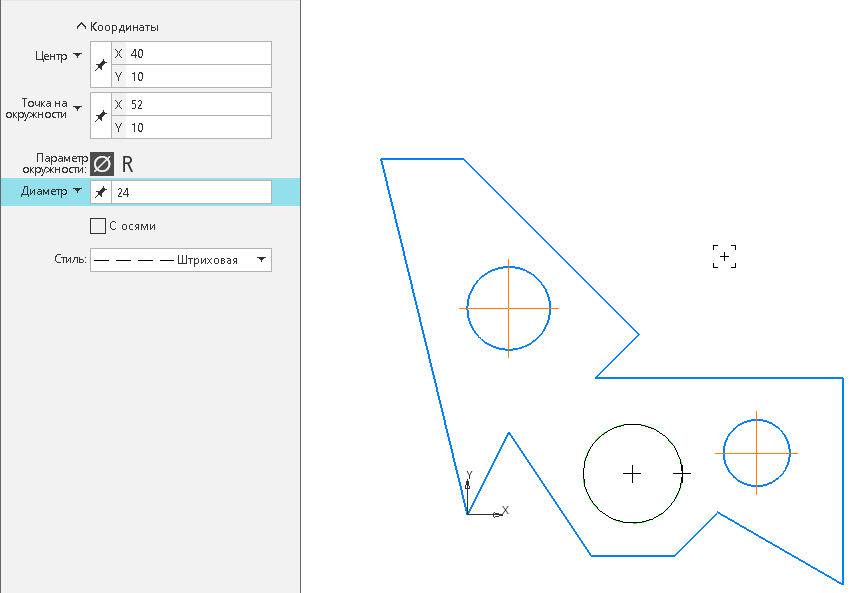 Координаты
Центр
X 40
Y 10
Точка на
окружности
X 52
Y 10
Параметр
окружности:
R
Диаметр
24
С осями
Стиль:
Штриховая
Y
X